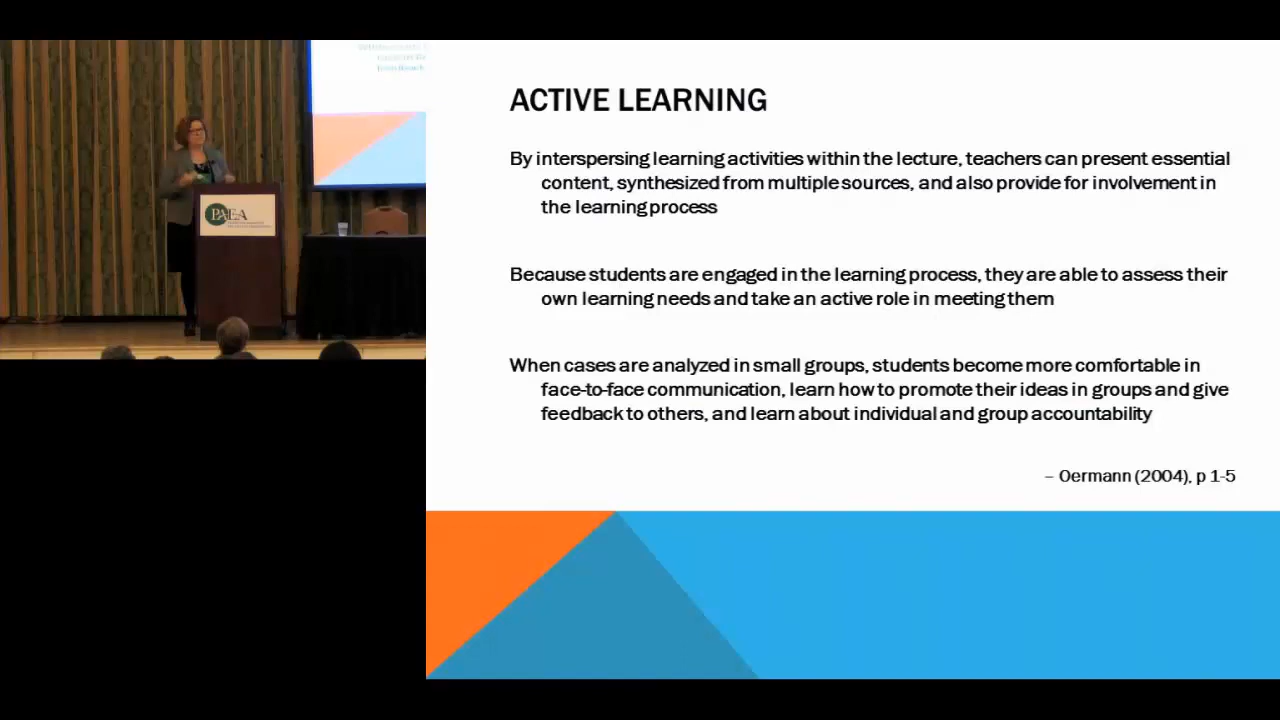 PAEA
ACTIVE LEARNING
By interspersing learning activities within the lecture, teachers can present essential
content, synthesized from multiple sources, and also provide for involvement in
the learning process
Because students are engaged in the learning process, they are able to assess their
own learning needs and take an active role in meeting them
When cases are analyzed in small groups, students become more comfortable in
face-to-face communication, learn how to promote their ideas in groups and give
feedback to others, and learn about individual and group accountability
– Oermann (2004), p 1-5